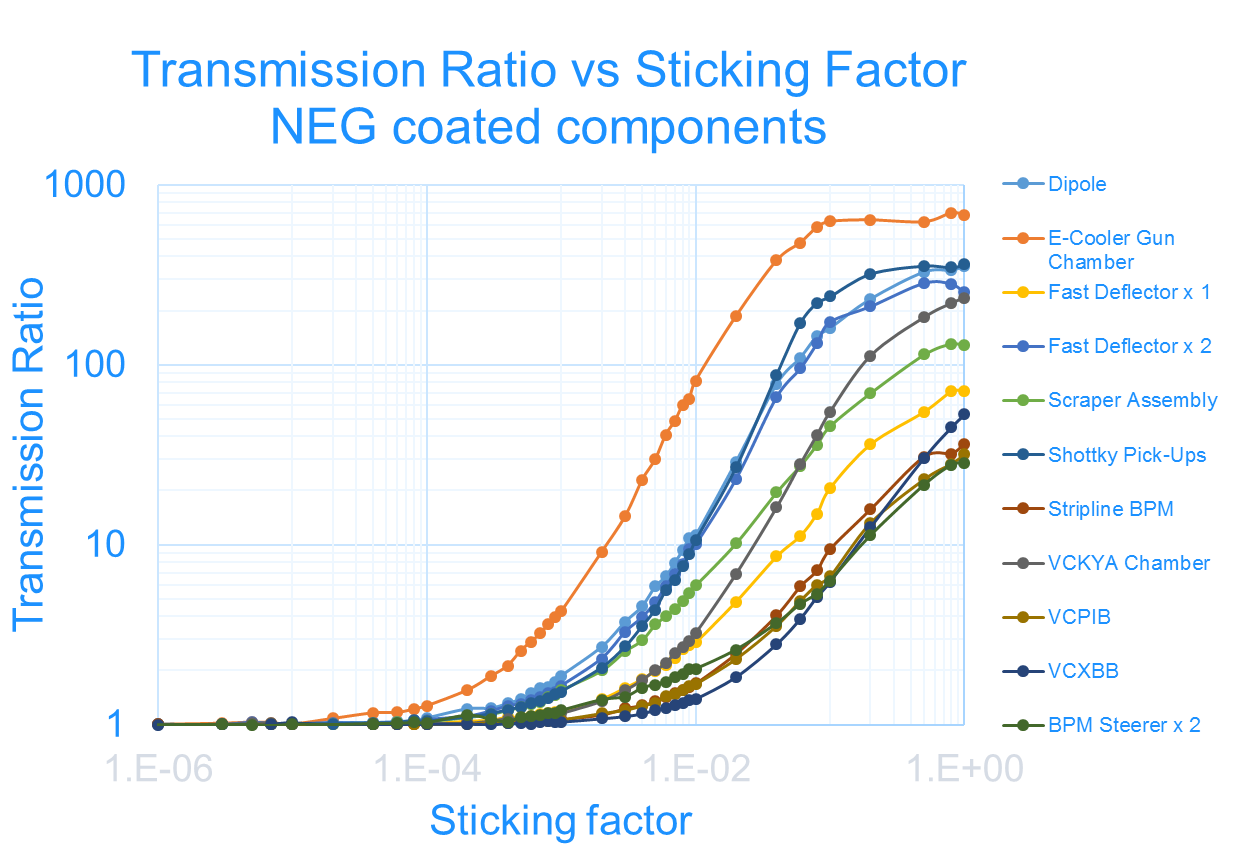 Transmission Ratio vs Sticking Factor
NEG coated components
1000
100
10
1
Transmission Ratio
1.E-06
1.E-04
1.E-02
1.E+00
Sticking factor
Dipole
E-Cooler Gun
Chamber
Fast Deflector x 1
Fast Deflector x 2
Scraper Assembly
Shottky Pick-Ups
Stripline BPM
VCKYA Chamber
VCPIB
VCXBB
BPM Steerer x 2